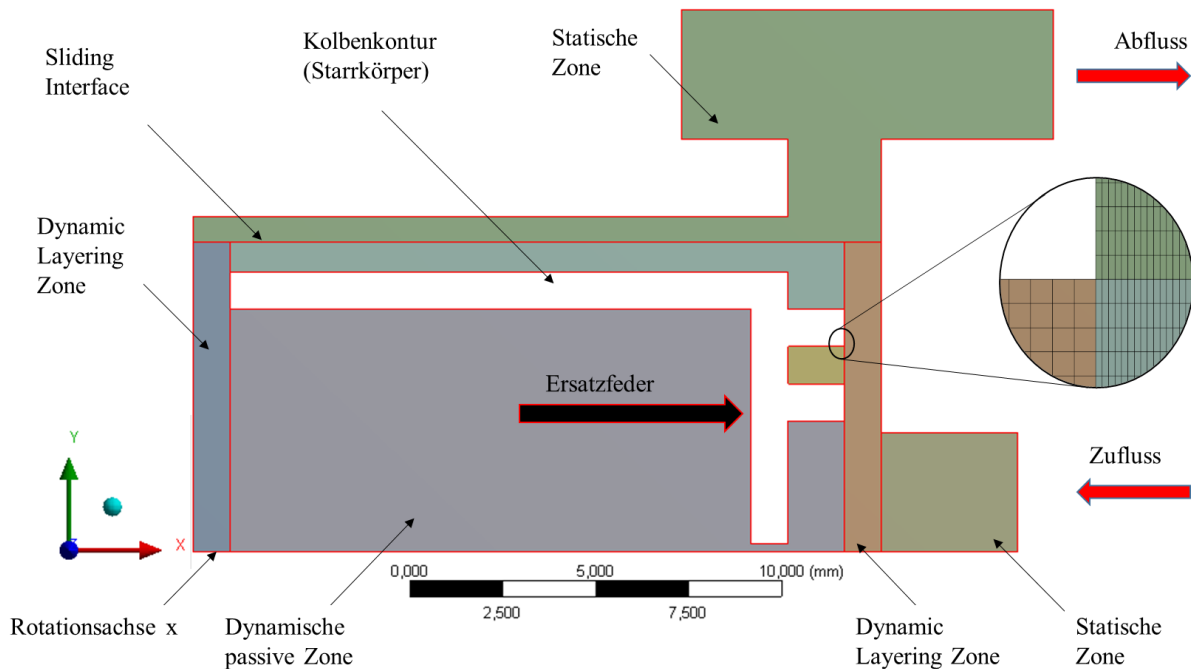 Sliding
Interface
Kolbenkontur
(Starrkörper)
Statische
Zone
Abfluss
Dynamic
Layering
Zone
Ersatzfeder
Zufluss
Y
X
0,000
5,000
10,000 (mm)
2,500
7,500
Rotationsachse x
Dynamische
passive Zone
Dynamic
Layering Zone
Statische
Zone